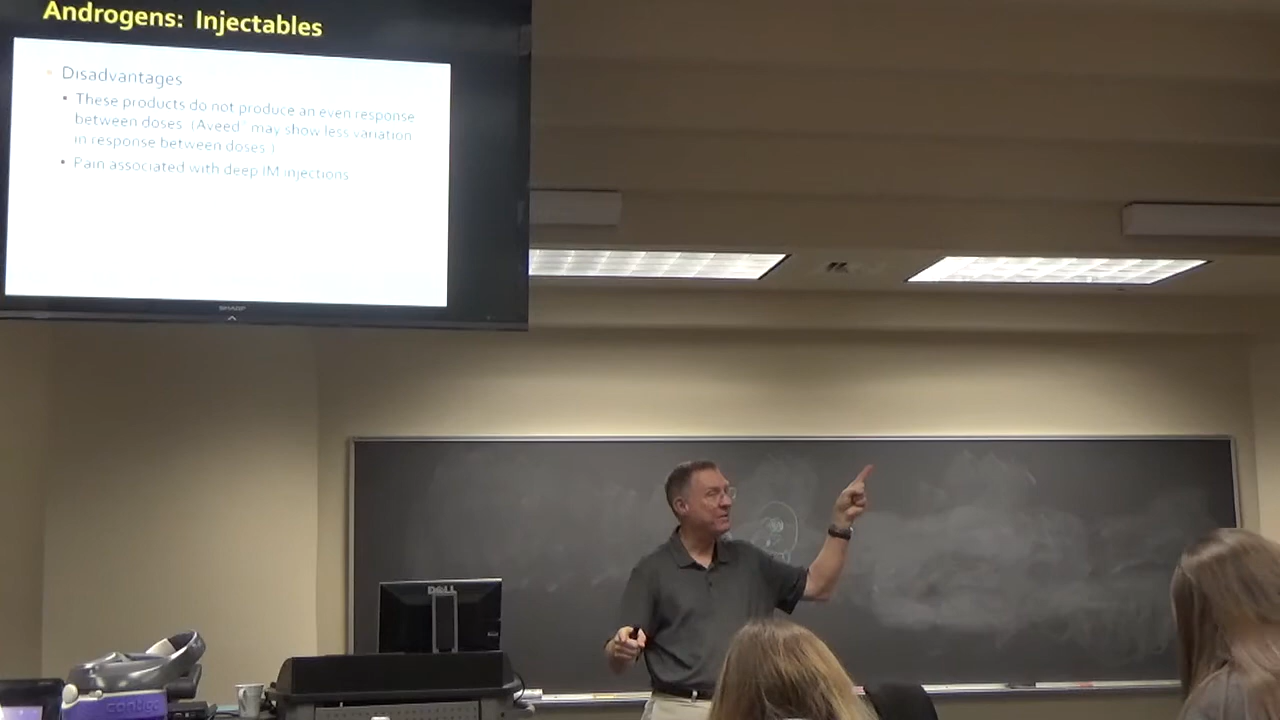 Androgens: Injectables
Disadvantages
These products do not produce an even response
between doses (Aveed® may show less variation
in response between doses.)
Pain associated with deep IM injections
SHARP
DELL
contigo